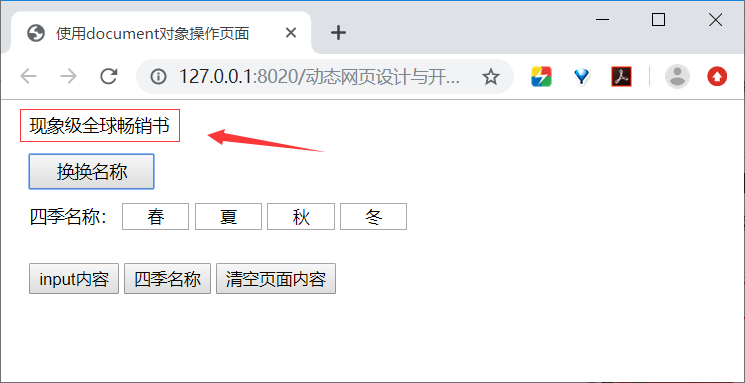 使用document对象操作页面
127.0.0.1:8020/动态网页设计与开...
现象级全球畅销书
换换名称
四季名称： 春 夏 秋 冬
input内容 四季名称 清空页面内容